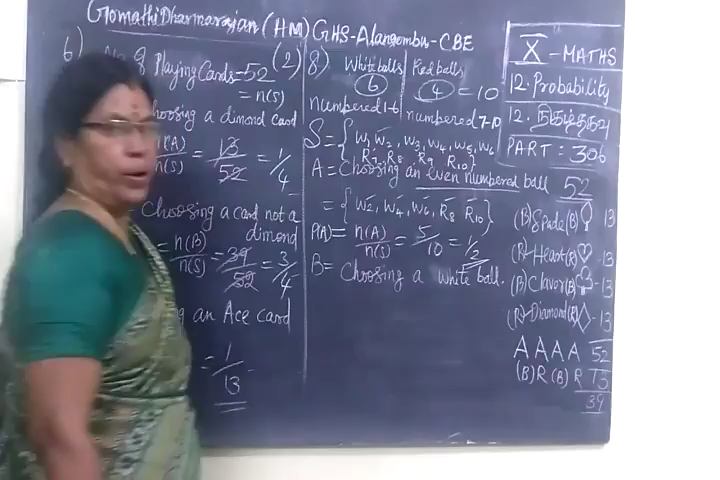 Gomathi Dharmarajan (HM) GHS-Alangombu-CBE
6)
of Playing Cards = 52 (2)
= n(S)
hoosing a dimond card
n(A)/n(S) = 13/52 = 1/4
Choosing a card not a dimond
= n(B)/n(S) = 39/52 = 3/4
an Ace card
= 1/13
8) White balls Red balls
6 4 = 10
numbered 1-6 numbered 7-10
S = { W1, W2, W3, W4, W5, W6
R7, R8 R9 R10 }
A = Choosing an even numbered ball
= { W2, W4, W6, R8 R10 }
P(A) = n(A)/n(S) = 5/10 = 1/2
B = Choosing a white ball.
X - MATHS
12. Probability
12. நிகழ்தகவு
PART: 306
52
(B) Spade (B) 13
(R) Heart (R) - 13
(B) Clavor (B) - 13
(R) Diamond (R) - 13
A A A A 52
(B) R (B) R 13
39